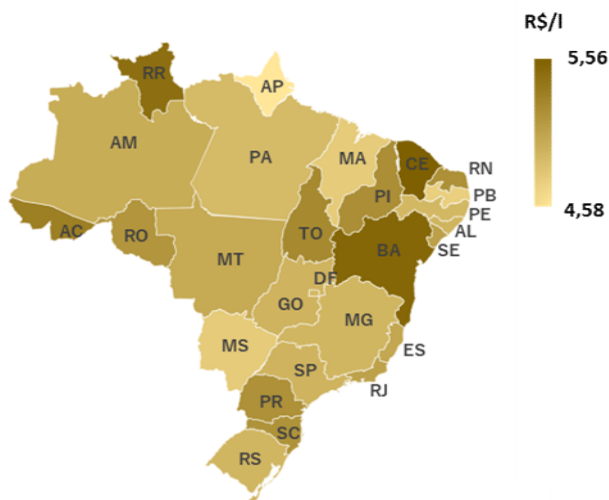 R$/l
5,56
4,58
RR
AP
AM
PA
MA
CE
RN
PI
PB
PE
AL
SE
AC
RO
TO
BA
MT
DF
GO
MG
MS
ES
SP
RJ
PR
SC
RS